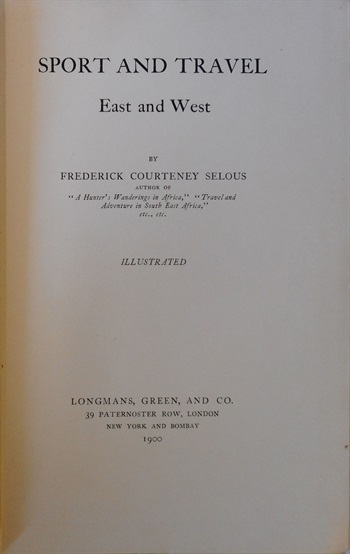 SPORT AND TRAVEL
East and West
BY
FREDERICK COURTENEY SELOUS
AUTHOR OF
"A Hunter's Wanderings in Africa," "Travel and
Adventure in South East Africa,"
etc., etc.
ILLUSTRATED
LONGMANS, GREEN, AND CO.
39 PATERNOSTER ROW, LONDON
NEW YORK AND BOMBAY
1900